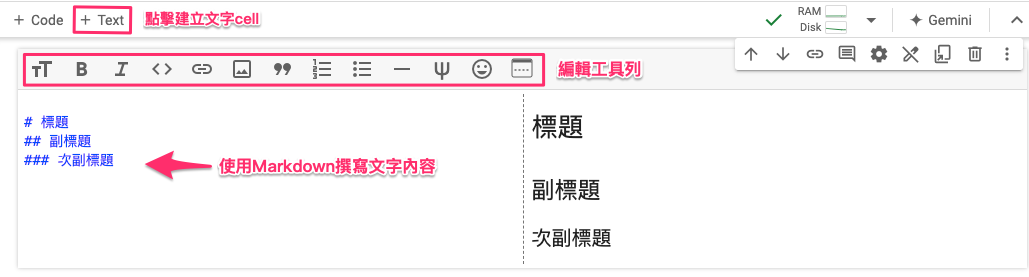 + Code + Text 點擊建立文字cell RAM Disk Gemini
編輯工具列
# 標題
## 副標題
### 次副標題
使用Markdown撰寫文字內容
標題
副標題
次副標題